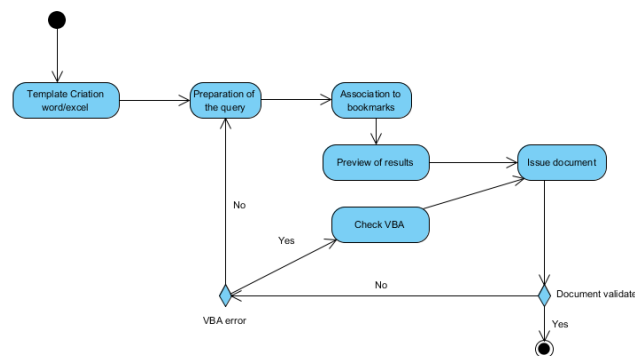 Template Criation
word/excel
Preparation of
the query
Association to
bookmarks
Preview of results
Issue document
No
Check VBA
Yes
No
Document validate
VBA error
Yes